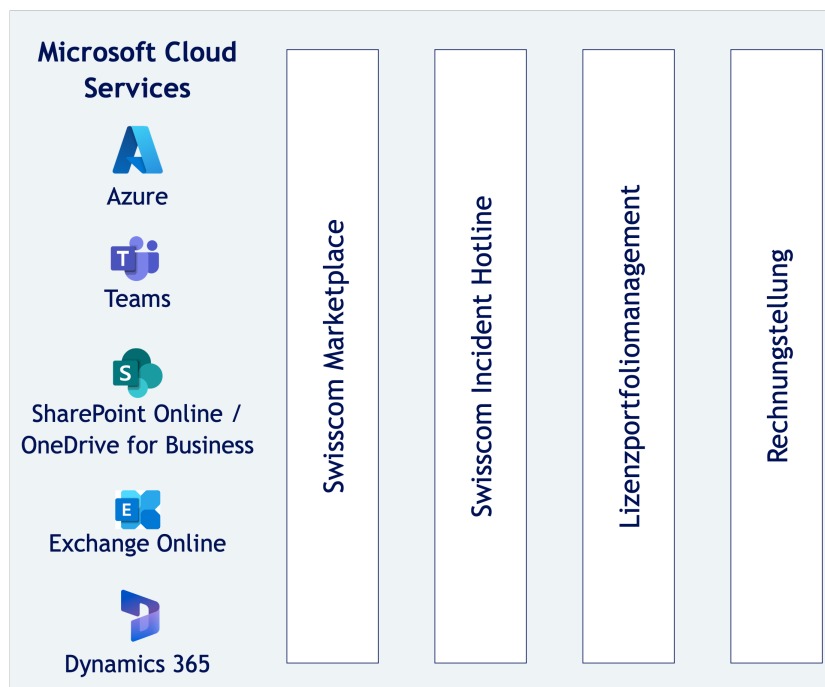 Microsoft Cloud
Services
Azure
T
Teams
S
SharePoint Online /
OneDrive for Business
E
Exchange Online
Dynamics 365
Swisscom Marketplace
Swisscom Incident Hotline
Lizenzportfoliomanagement
Rechnungstellung